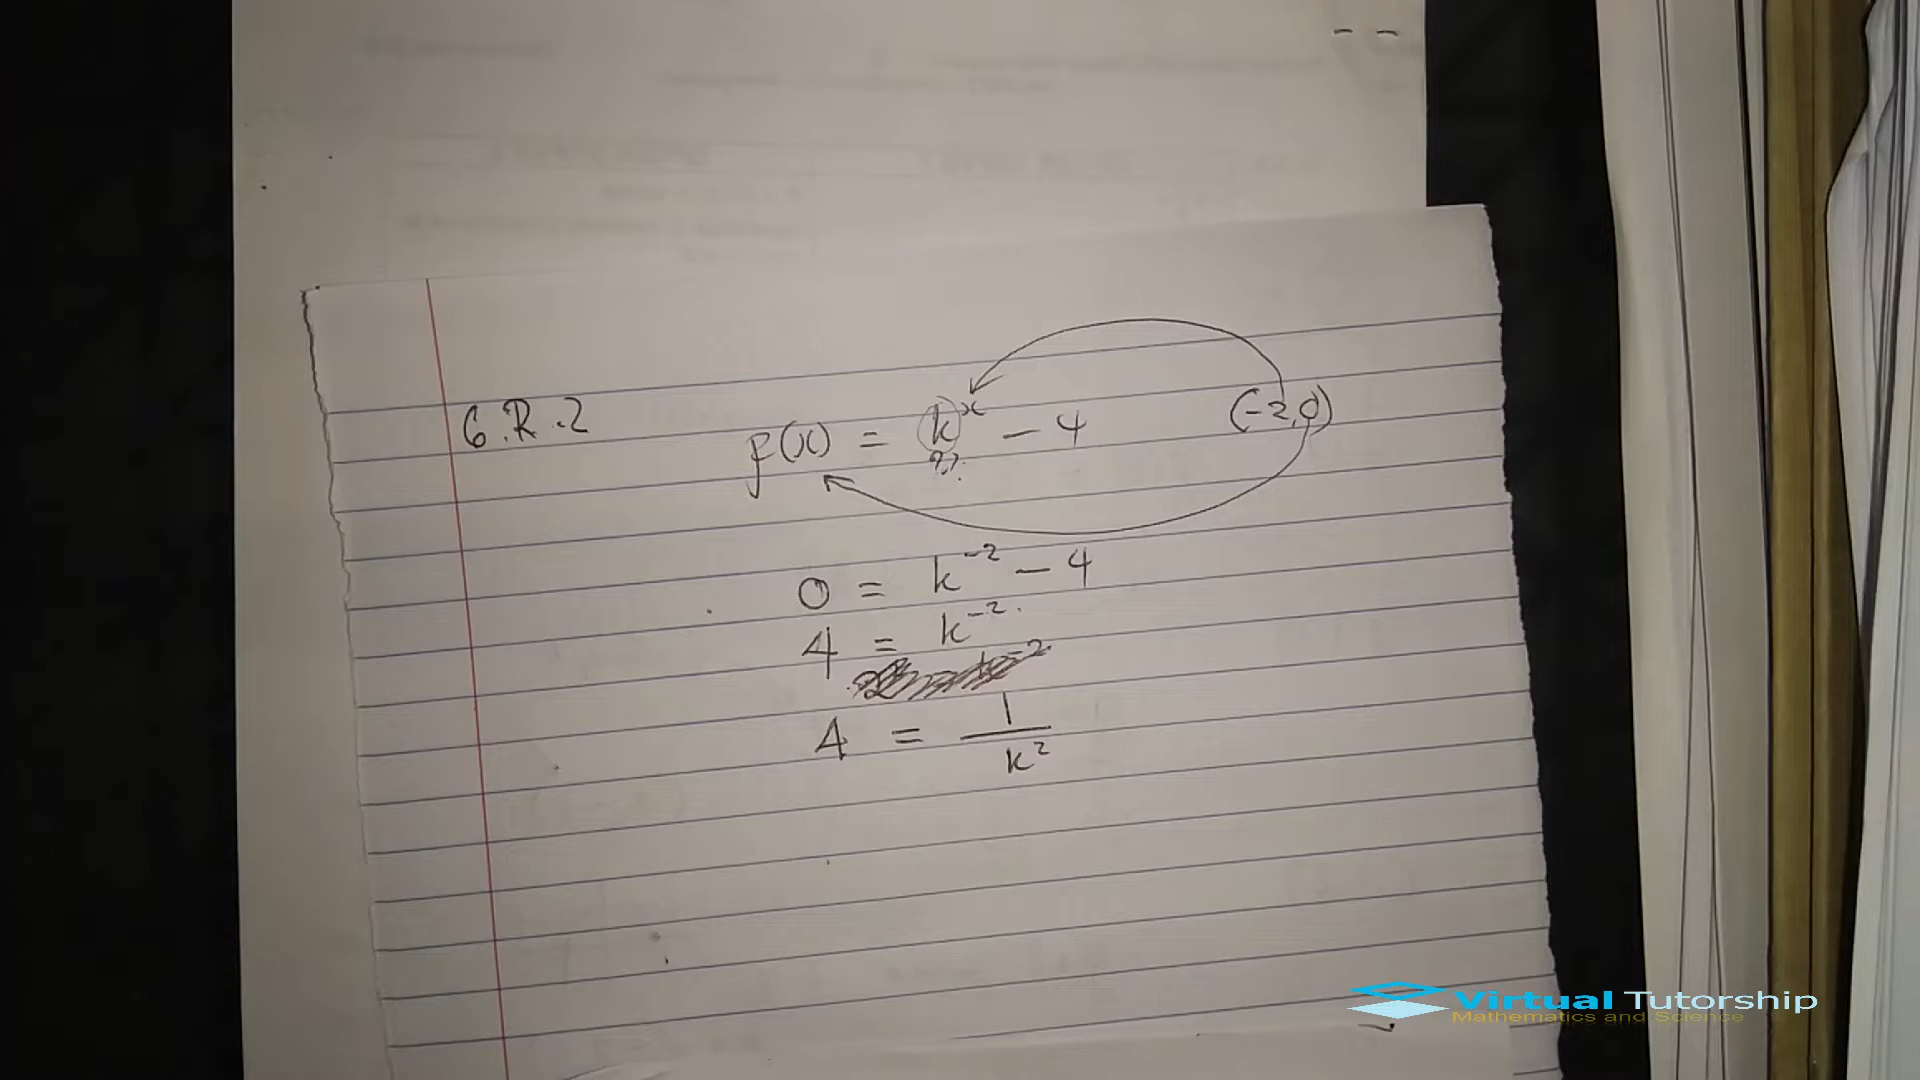 6.R.2
f(x) = k^x - 4 (-2,0)
??
0 = k^-2 - 4
4 = k^-2
4 = 1/k^2
Virtual Tutorship
Mathematics and Science